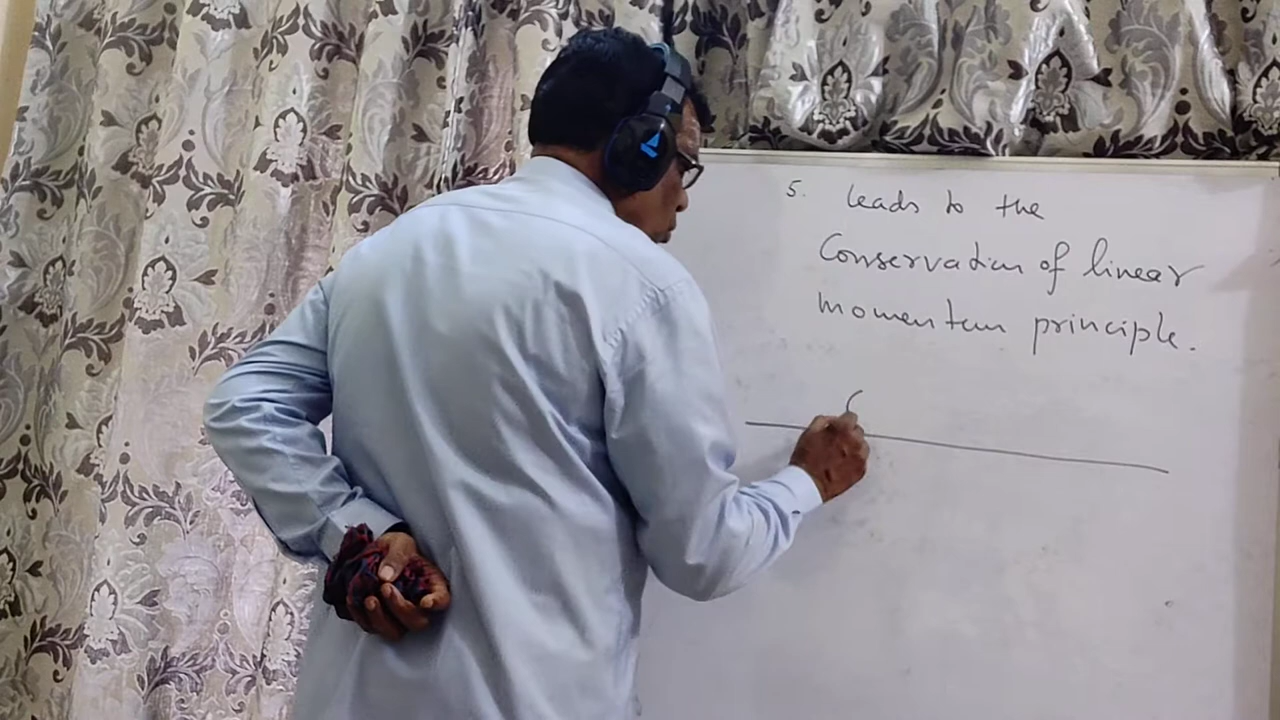 5. leads to the
Conservation of linear
momentum principle.